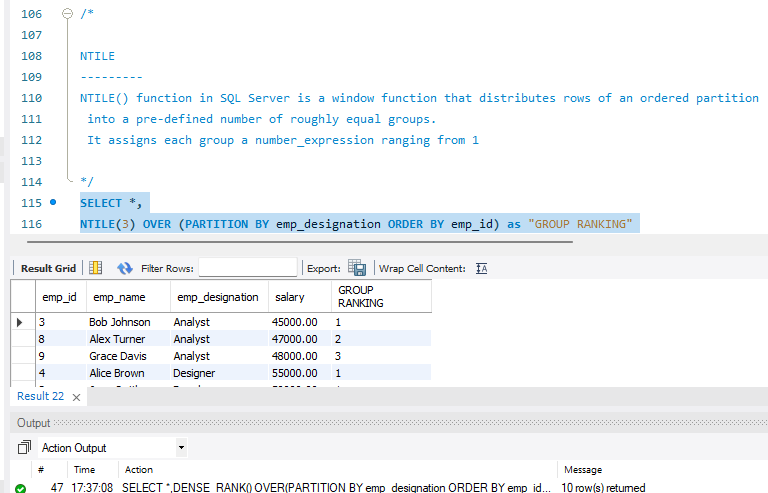 106 /*
107
108 NTILE
109 ---------
110 NTILE() function in SQL Server is a window function that distributes rows of an ordered partition
111 into a pre-defined number of roughly equal groups.
112 It assigns each group a number_expression ranging from 1
113
114 */
115 SELECT *,
116 NTILE(3) OVER (PARTITION BY emp_designation ORDER BY emp_id) as "GROUP RANKING"
Result Grid Filter Rows: Export: Wrap Cell Content: IA
emp_id emp_name emp_designation salary GROUP RANKING
3 Bob Johnson Analyst 45000.00 1
8 Alex Turner Analyst 47000.00 2
9 Grace Davis Analyst 48000.00 3
4 Alice Brown Designer 55000.00 1
Result 22 ×
Output
Action Output
# Time Action Message
47 17:37:08 SELECT *,DENSE_RANK() OVER(PARTITION BY emp_designation ORDER BY emp_id... 10 row(s) returned